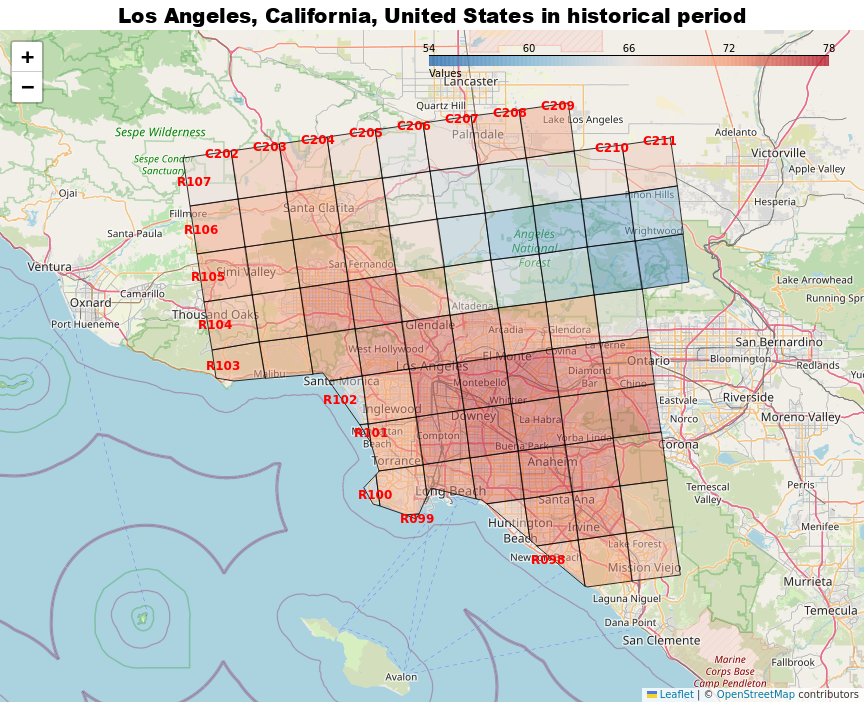 Los Angeles, California, United States in historical period
+
−
54 60 66 72 78
Values
Lancaster
Quartz Hill
C209
C208
C207
C206
C205
C204
C203
C202
C210
C211
Lake Los Angeles
Palmdale
Adelanto
Victorville
Apple Valley
Hesperia
Sespe Wilderness
Sespe Condor
Sanctuary
R107
Ojai
Fillmore
Santa Clarita
Pinon Hills
R106
Santa Paula
Wrightwood
Angeles
National
Forest
Ventura
R105
Simi Valley
San Fernando
Lake Arrowhead
Running Spr
Oxnard
Camarillo
Port Hueneme
Thousand Oaks
R104
Altadena
Glendale
Arcadia
Glendora
La Verne
San Bernardino
West Hollywood
El Monte
Covina
Ontario
Bloomington
Redlands
R103
Malibu
Los Angeles
Diamond
Bar
Chino
Santa Monica
Montebello
Whittier
Eastvale
Riverside
R102
Inglewood
Downey
La Habra
Norco
Moreno Valley
R101
Manhattan
Beach
Compton
Buena Park
Yorba Linda
Corona
Torrance
Anaheim
Temescal
Valley
Perris
R100
Long Beach
Santa Ana
R099
Huntington
Beach
Irvine
Menifee
Newport Beach
R098
Lake Forest
Mission Viejo
Murrieta
Laguna Niguel
Temecula
Dana Point
San Clemente
Marine
Corps Base
Camp Pendleton
Fallbrook
Avalon
Leaflet | © OpenStreetMap contributors